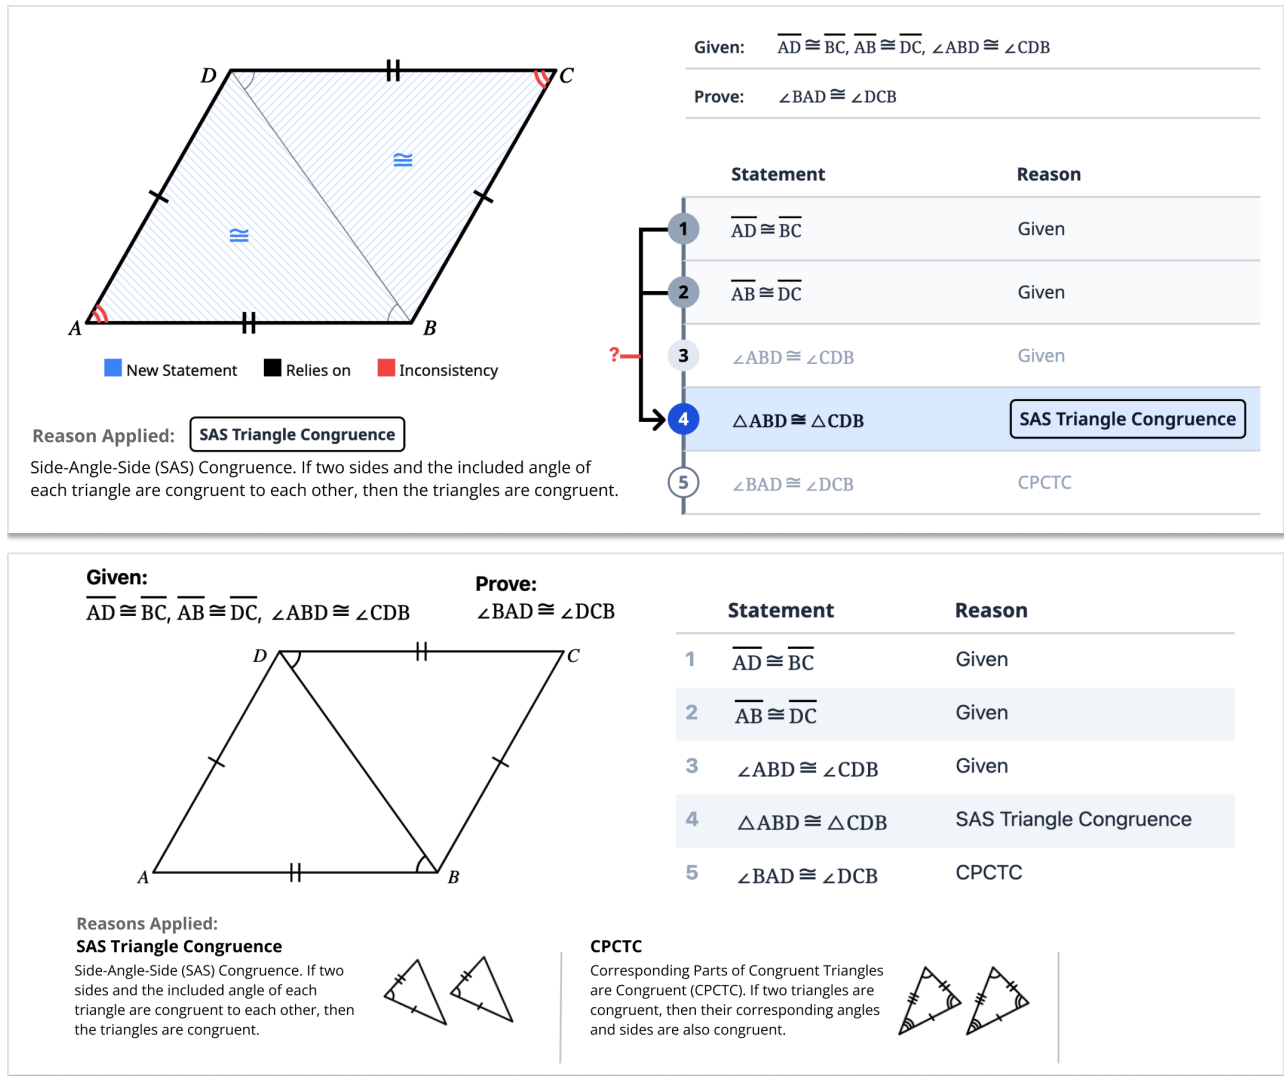 Given: AD ≅ BC, AB ≅ DC, ∠ABD ≅ ∠CDB
Prove: ∠BAD ≅ ∠DCB
D
C
≅
≅
A
B
New Statement Relies on Inconsistency
Reason Applied: SAS Triangle Congruence
Side-Angle-Side (SAS) Congruence. If two sides and the included angle of
each triangle are congruent to each other, then the triangles are congruent.
Statement Reason
1 AD ≅ BC Given
2 AB ≅ DC Given
?
3 ∠ABD ≅ ∠CDB Given
4 △ABD ≅ △CDB SAS Triangle Congruence
5 ∠BAD ≅ ∠DCB CPCTC
Given:
AD ≅ BC, AB ≅ DC, ∠ABD ≅ ∠CDB
Prove:
∠BAD ≅ ∠DCB
D
C
A
B
Statement Reason
1 AD ≅ BC Given
2 AB ≅ DC Given
3 ∠ABD ≅ ∠CDB Given
4 △ABD ≅ △CDB SAS Triangle Congruence
5 ∠BAD ≅ ∠DCB CPCTC
Reasons Applied:
SAS Triangle Congruence
Side-Angle-Side (SAS) Congruence. If two
sides and the included angle of each
triangle are congruent to each other, then
the triangles are congruent.
CPCTC
Corresponding Parts of Congruent Triangles
are Congruent (CPCTC). If two triangles are
congruent, then their corresponding angles
and sides are also congruent.